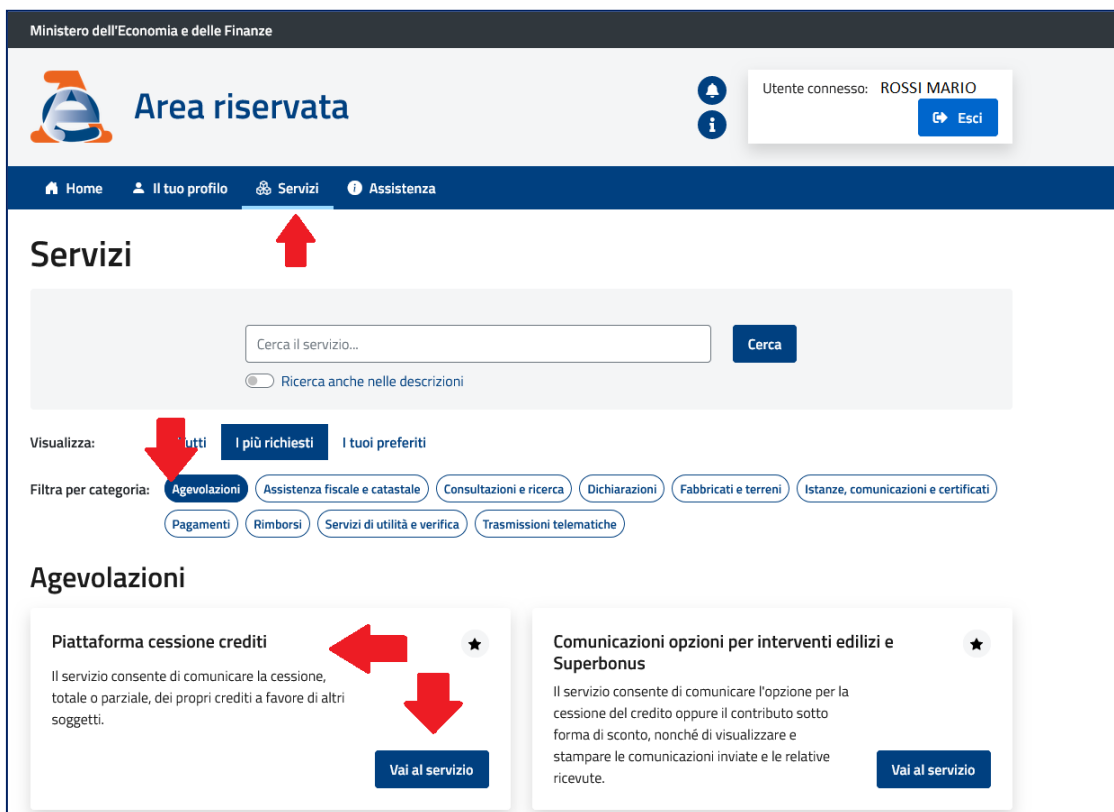 Ministero dell'Economia e delle Finanze
Area riservata
Utente connesso: ROSSI MARIO
Esci
Home Il tuo profilo Servizi Assistenza
Servizi
Cerca il servizio...
Cerca
Ricerca anche nelle descrizioni
Visualizza: I più richiesti I tuoi preferiti
Filtra per categoria: Agevolazioni Assistenza fiscale e catastale Consultazioni e ricerca Dichiarazioni Fabbricati e terreni Istanze, comunicazioni e certificati
Pagamenti Rimborsi Servizi di utilità e verifica Trasmissioni telematiche
Agevolazioni
Piattaforma cessione crediti
Il servizio consente di comunicare la cessione,
totale o parziale, dei propri crediti a favore di altri
soggetti.
Vai al servizio
Comunicazioni opzioni per interventi edilizi e
Superbonus
Il servizio consente di comunicare l'opzione per la
cessione del credito oppure il contributo sotto
forma di sconto, nonché di visualizzare e
stampare le comunicazioni inviate e le relative
ricevute.
Vai al servizio